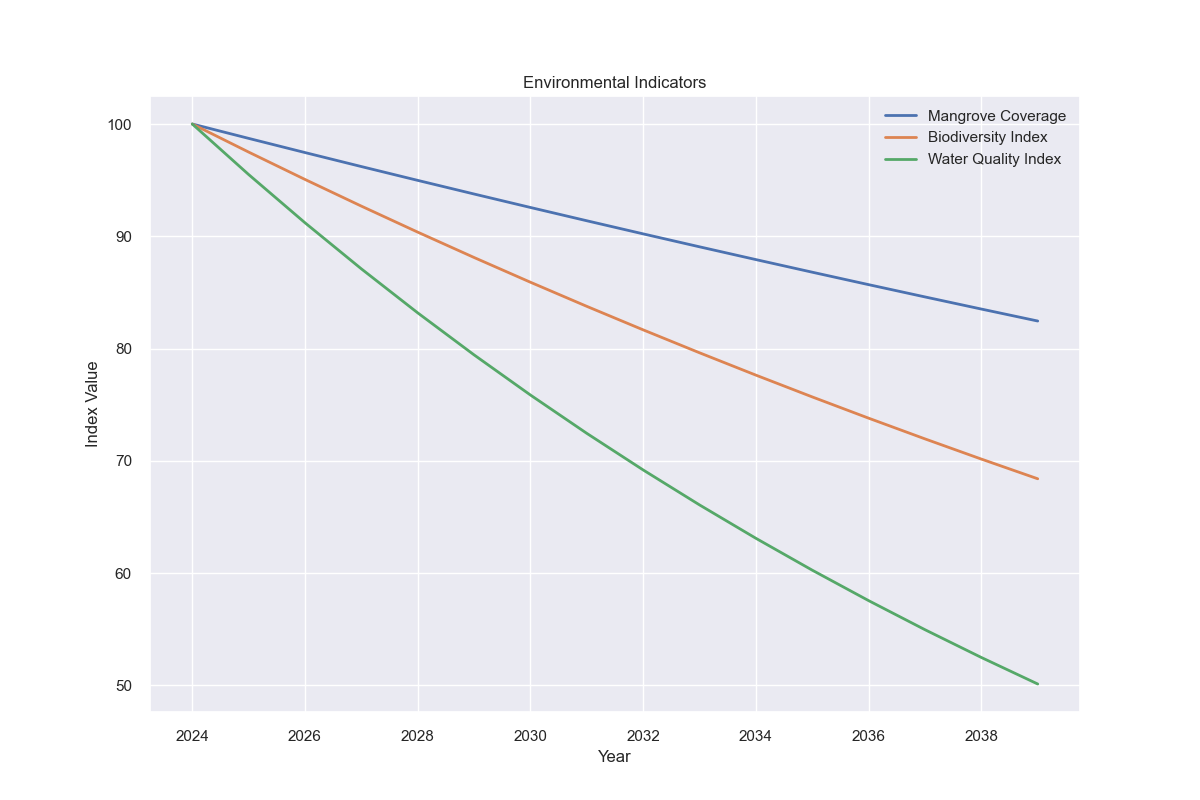 Environmental Indicators
Mangrove Coverage
Biodiversity Index
Water Quality Index
100
90
80
70
60
50
Index Value
2024 2026 2028 2030 2032 2034 2036 2038
Year